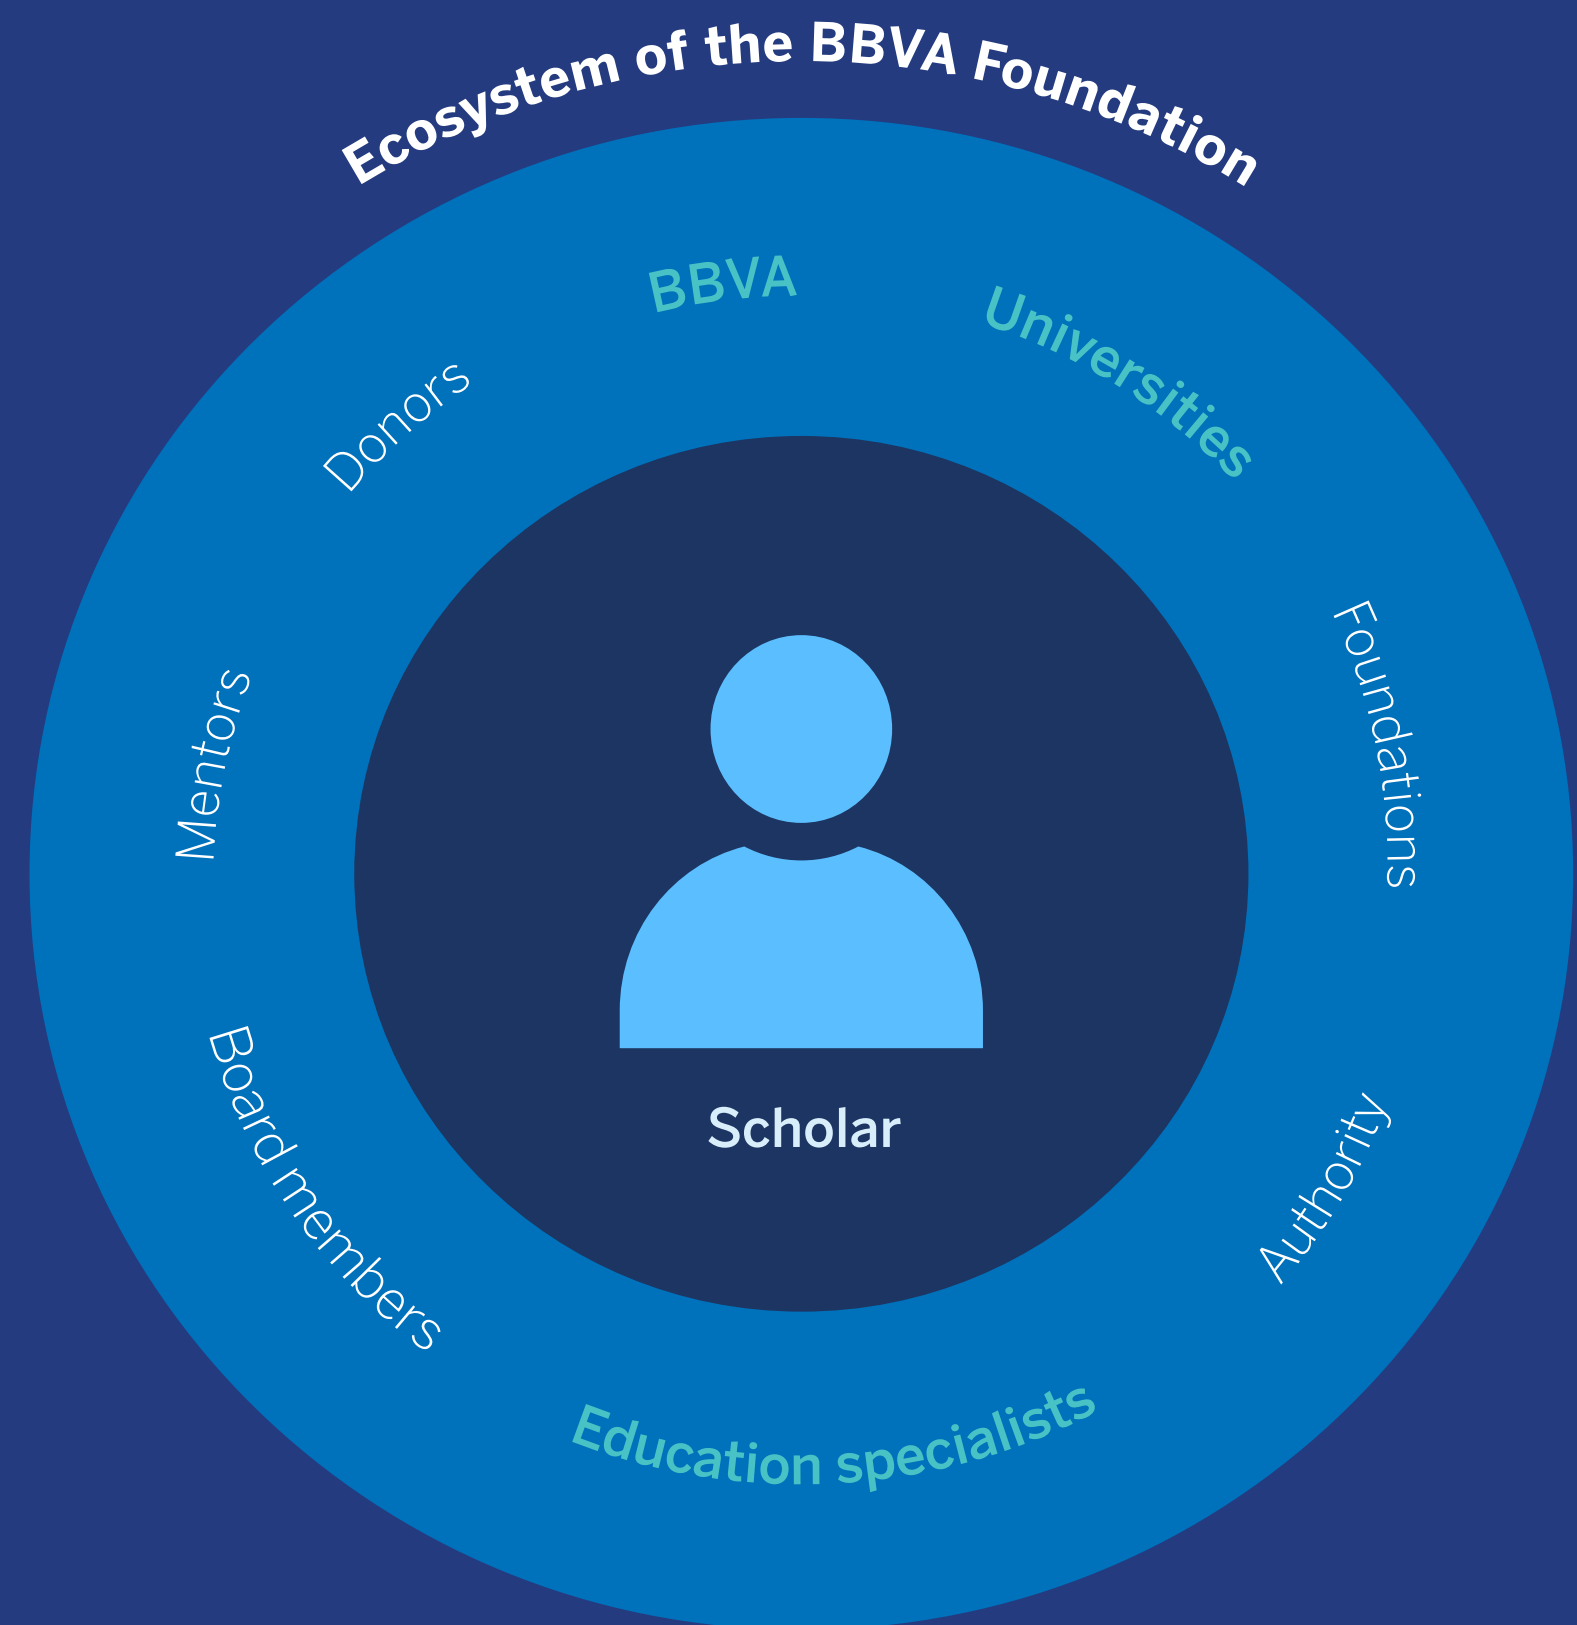 Ecosystem of the BBVA Foundation
BBVA
Universities
Donors
Foundations
Mentors
Scholar
Board members
Authority
Education specialists